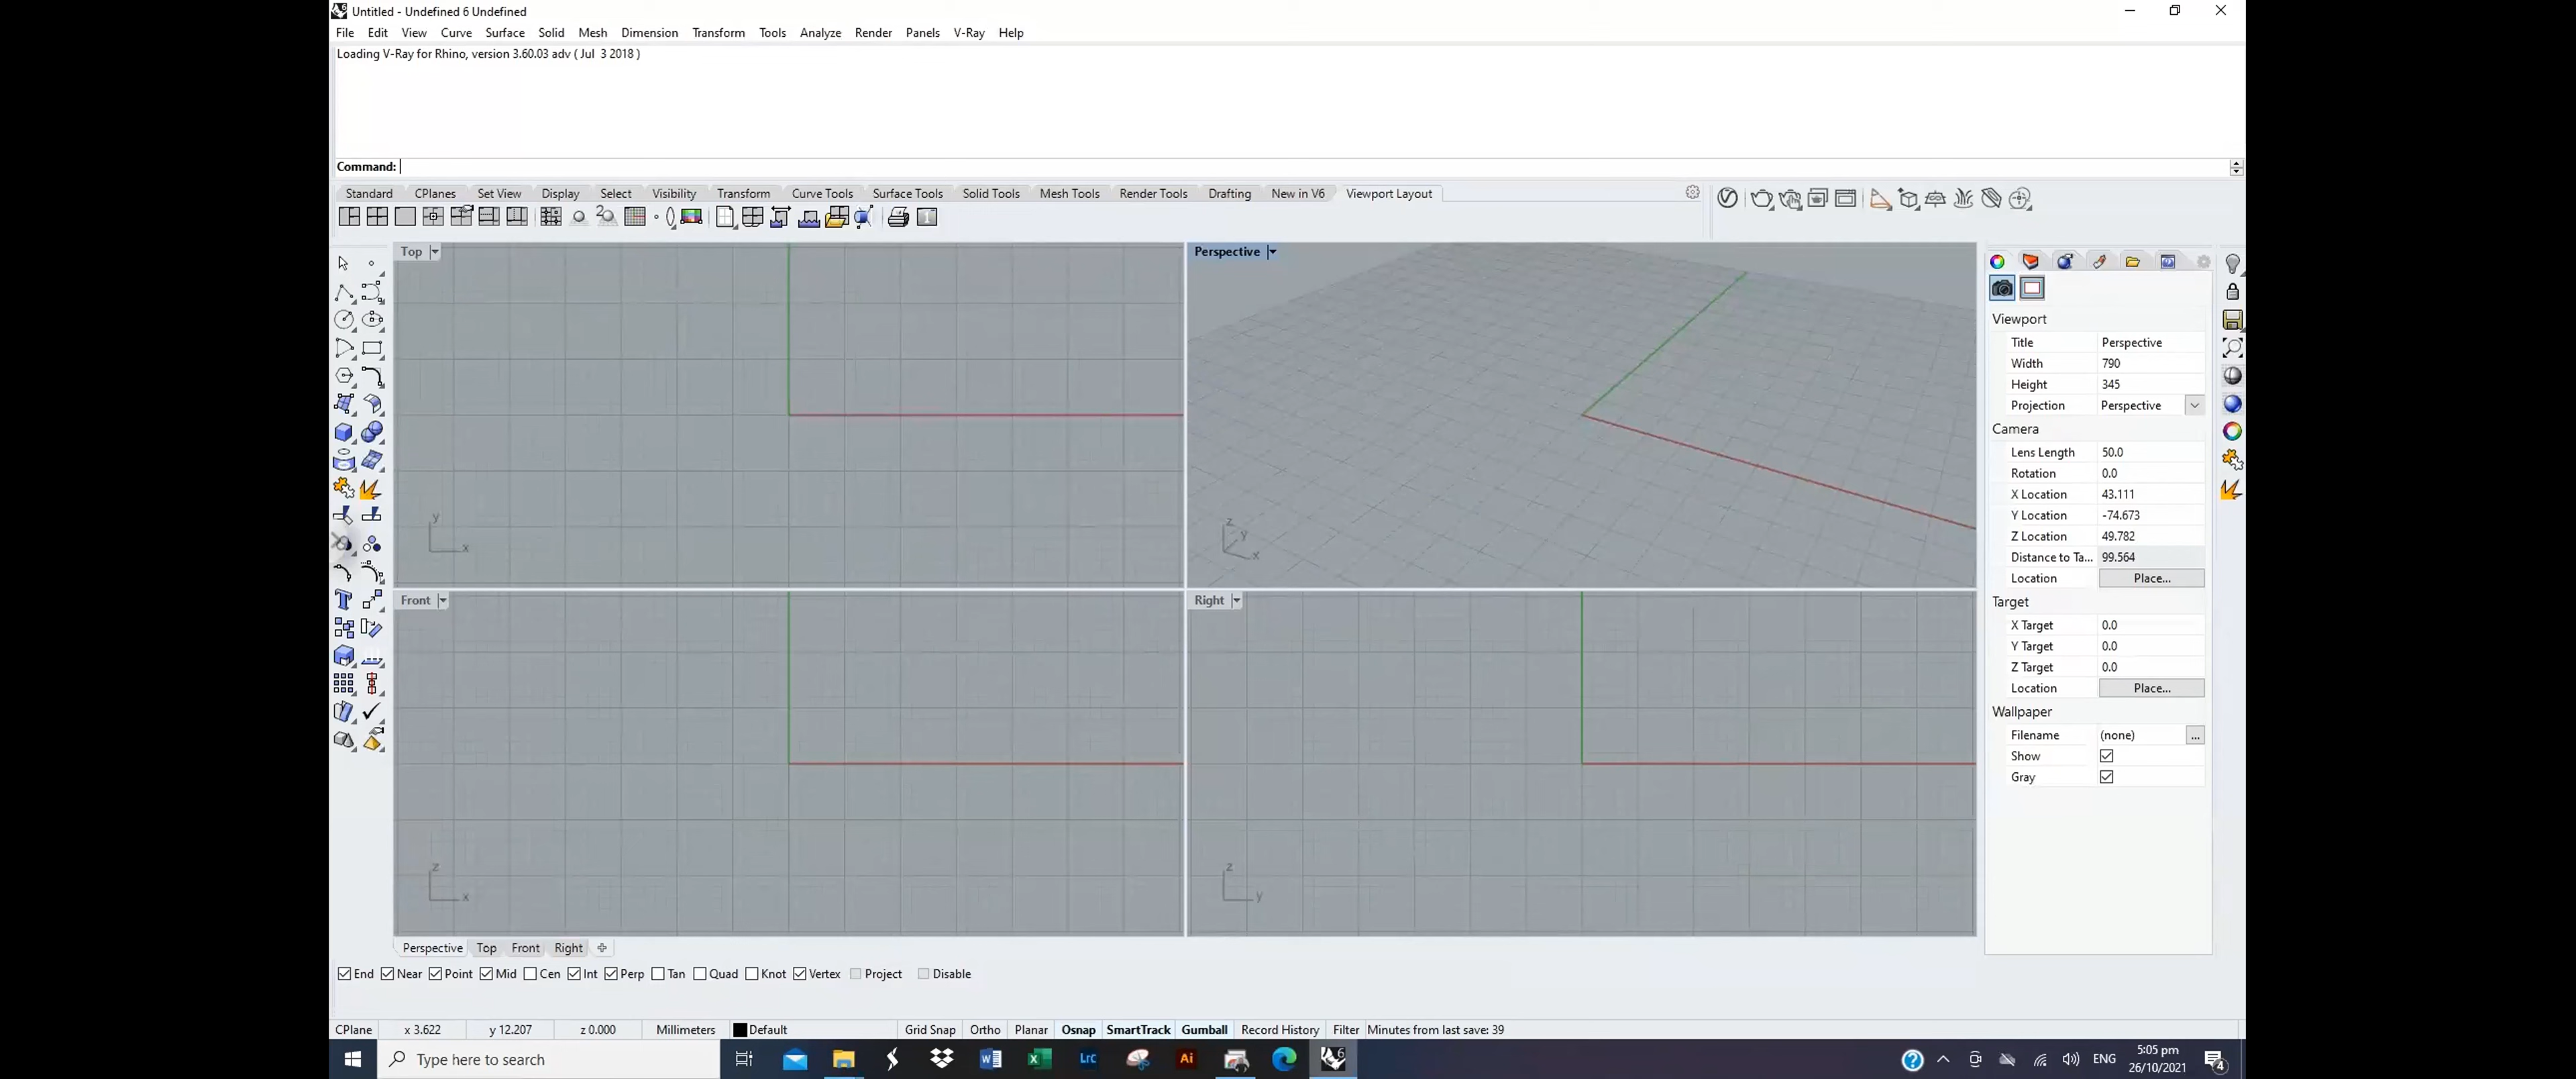 Untitled - Undefined 6 Undefined
File Edit View Curve Surface Solid Mesh Dimension Transform Tools Analyze Render Panels V-Ray Help
Loading V-Ray for Rhino, version 3.60.03 adv ( Jul 3 2018 )
Command:
Standard CPlanes Set View Display Select Visibility Transform Curve Tools Surface Tools Solid Tools Mesh Tools Render Tools Drafting New in V6 Viewport Layout
Top
Perspective
y
x
z
y
x
Front
Right
z
x
z
y
Viewport
Title Perspective
Width 790
Height 345
Projection Perspective
Camera
Lens Length 50.0
Rotation 0.0
X Location 43.111
Y Location -74.673
Z Location 49.782
Distance to Ta... 99.564
Location Place...
Target
X Target 0.0
Y Target 0.0
Z Target 0.0
Location Place...
Wallpaper
Filename (none) ...
Show
Gray
Perspective Top Front Right
End Near Point Mid Cen Int Perp Tan Quad Knot Vertex Project Disable
CPlane x 3.622 y 12.207 z 0.000 Millimeters Default Grid Snap Ortho Planar Osnap SmartTrack Gumball Record History Filter Minutes from last save: 39
Type here to search
Lrc
Ai
6
ENG
5:05 pm
26/10/2021
4